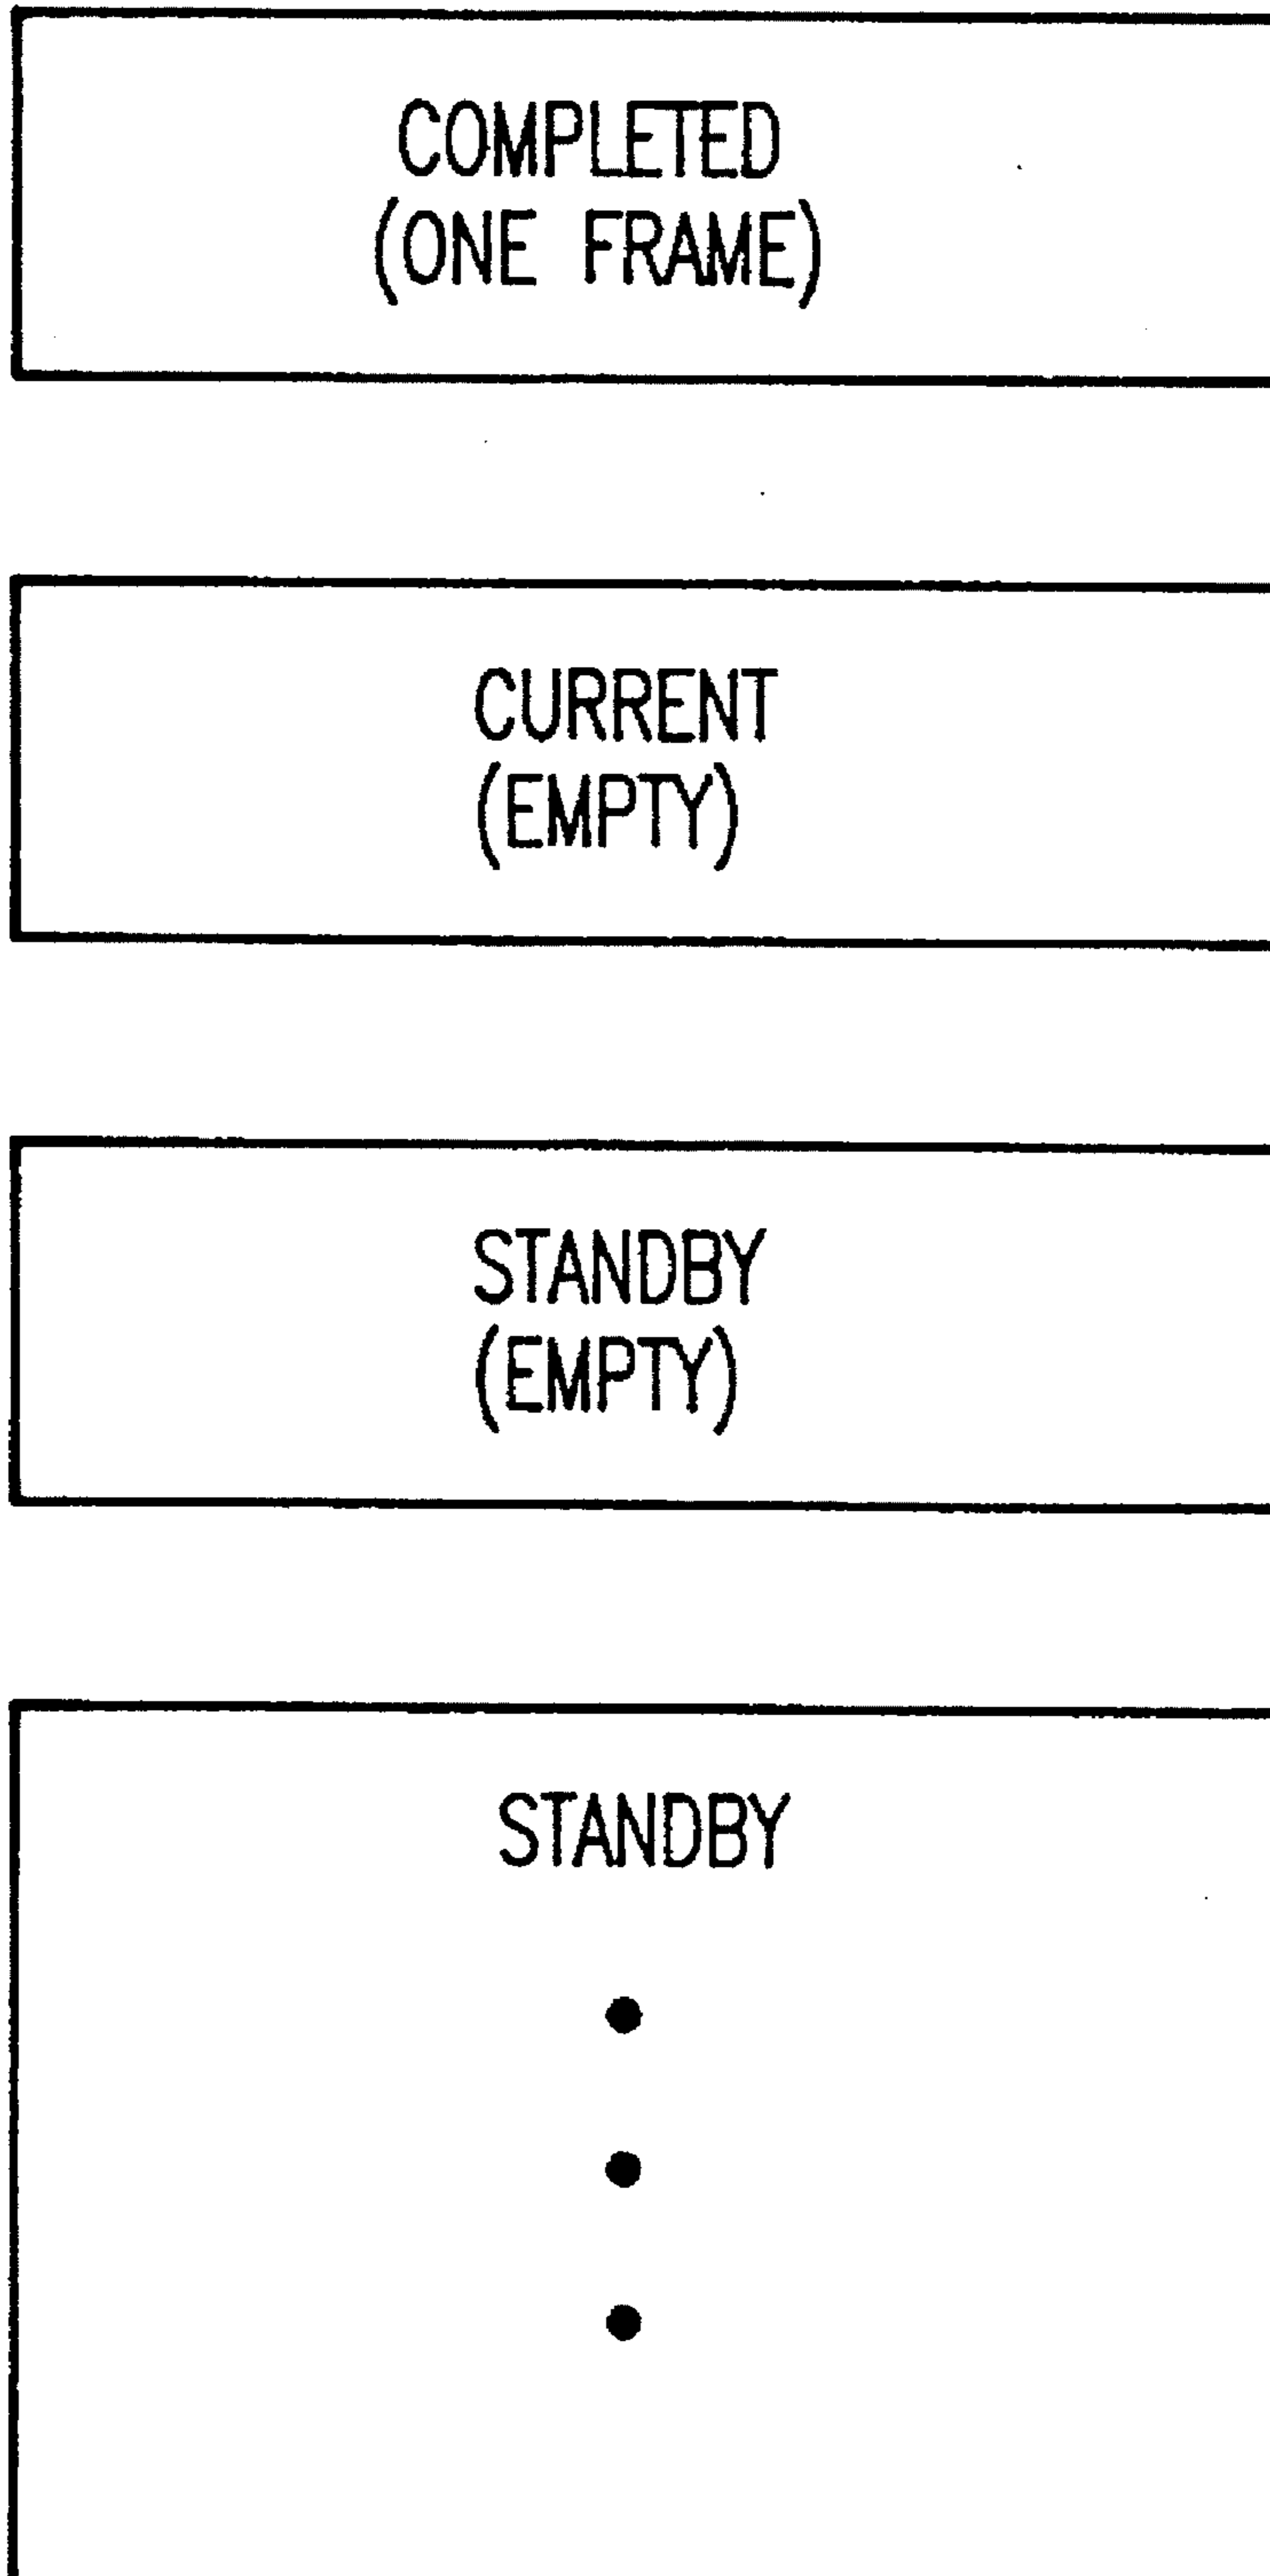 COMPLETED
(ONE FRAME)
CURRENT
(EMPTY)
STANDBY
(EMPTY)
STANDBY